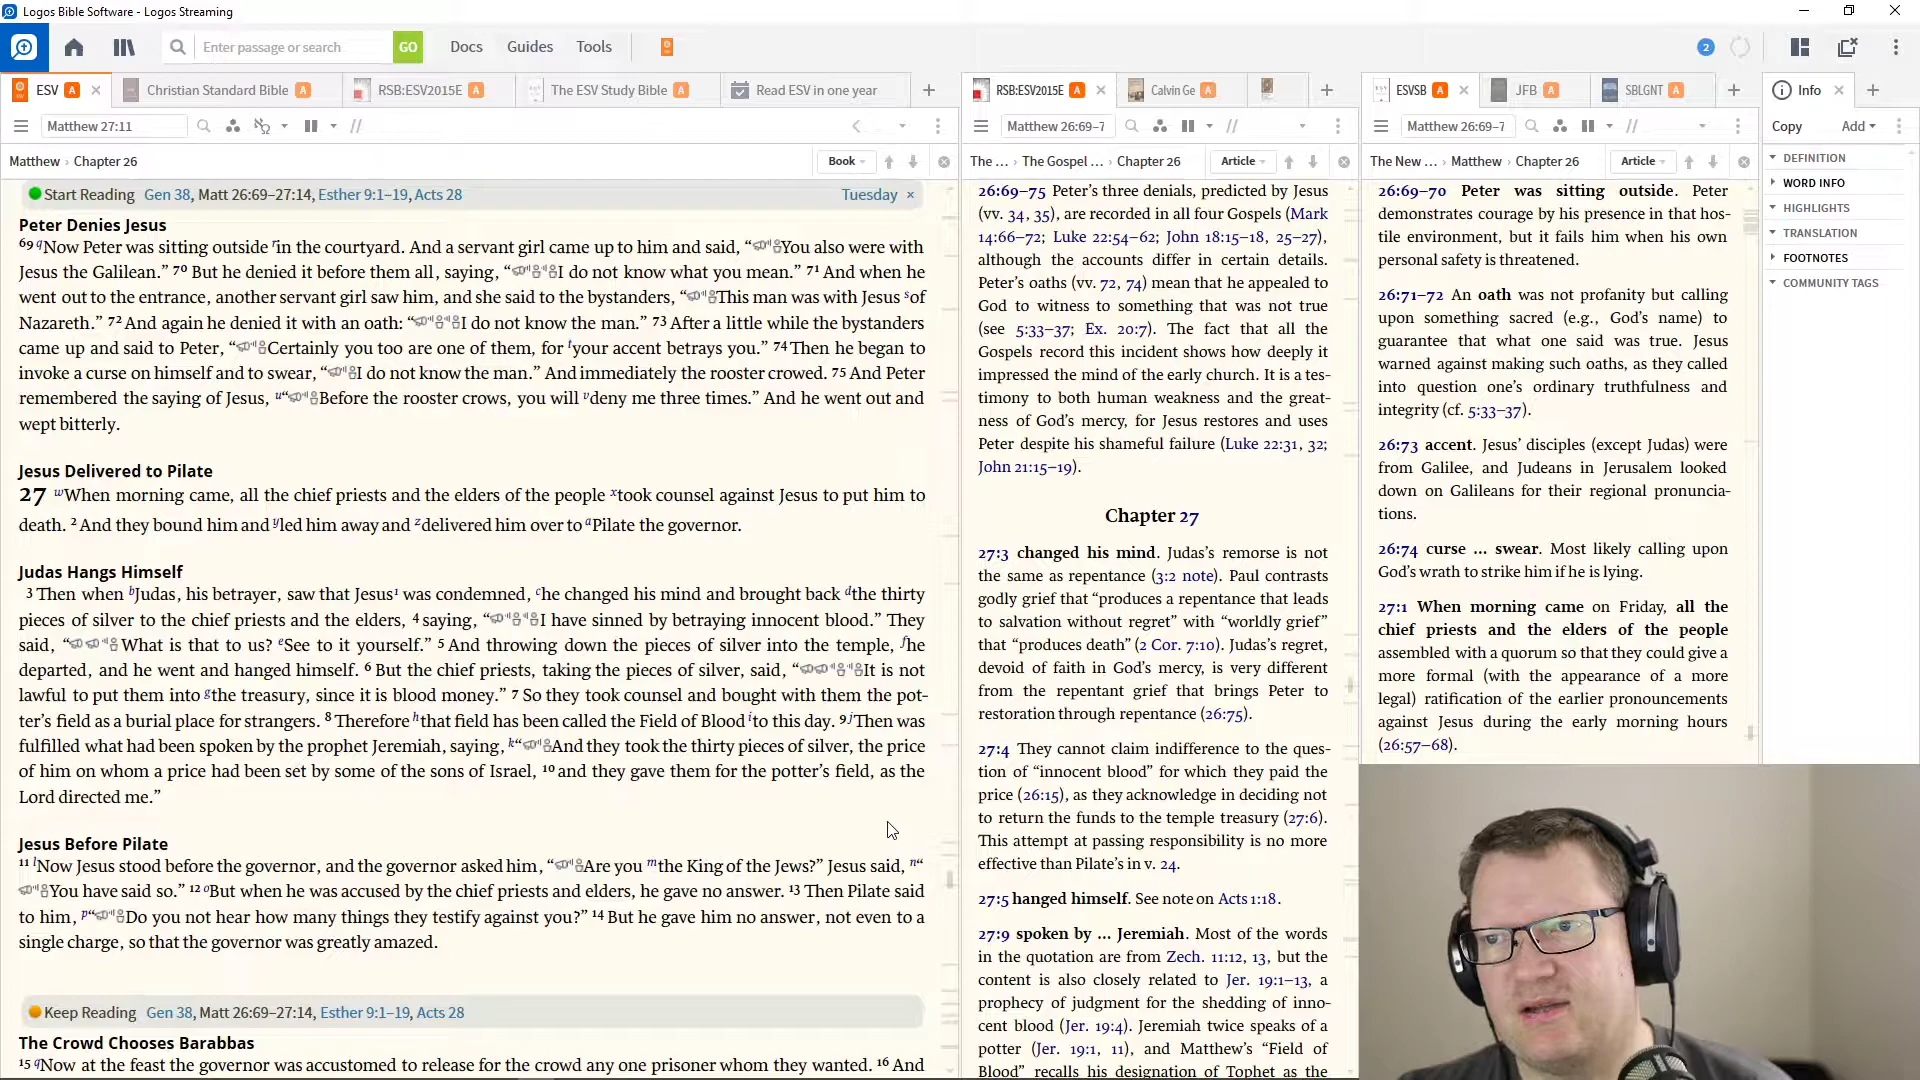 Logos Bible Software - Logos Streaming
Enter passage or search
GO
Docs
Guides
Tools
2
ESV A
Christian Standard Bible A
RSB:ESV2015E A
The ESV Study Bible A
Read ESV in one year
Matthew 27:11
//
Matthew › Chapter 26
Book
Start Reading Gen 38, Matt 26:69–27:14, Esther 9:1–19, Acts 28
Tuesday ×
Peter Denies Jesus
69 qNow Peter was sitting outside rin the courtyard. And a servant girl came up to him and said, “You also were with
Jesus the Galilean.” 70 But he denied it before them all, saying, “I do not know what you mean.” 71 And when he
went out to the entrance, another servant girl saw him, and she said to the bystanders, “This man was with Jesus sof
Nazareth.” 72 And again he denied it with an oath: “I do not know the man.” 73 After a little while the bystanders
came up and said to Peter, “Certainly you too are one of them, for tyour accent betrays you.” 74 Then he began to
invoke a curse on himself and to swear, “I do not know the man.” And immediately the rooster crowed. 75 And Peter
remembered the saying of Jesus, u“Before the rooster crows, you will vdeny me three times.” And he went out and
wept bitterly.
Jesus Delivered to Pilate
27 wWhen morning came, all the chief priests and the elders of the people xtook counsel against Jesus to put him to
death. 2 And they bound him and yled him away and zdelivered him over to aPilate the governor.
Judas Hangs Himself
3 Then when bJudas, his betrayer, saw that Jesus1 was condemned, che changed his mind and brought back dthe thirty
pieces of silver to the chief priests and the elders, 4 saying, “I have sinned by betraying innocent blood.” They
said, “What is that to us? eSee to it yourself.” 5 And throwing down the pieces of silver into the temple, fhe
departed, and he went and hanged himself. 6 But the chief priests, taking the pieces of silver, said, “It is not
lawful to put them into gthe treasury, since it is blood money.” 7 So they took counsel and bought with them the pot-
ter’s field as a burial place for strangers. 8 Therefore hthat field has been called the Field of Blood ito this day. 9 jThen was
fulfilled what had been spoken by the prophet Jeremiah, saying, k“And they took the thirty pieces of silver, the price
of him on whom a price had been set by some of the sons of Israel, 10 and they gave them for the potter’s field, as the
Lord directed me.”
Jesus Before Pilate
11 lNow Jesus stood before the governor, and the governor asked him, “Are you mthe King of the Jews?” Jesus said, n“
You have said so.” 12 oBut when he was accused by the chief priests and elders, he gave no answer. 13 Then Pilate said
to him, p“Do you not hear how many things they testify against you?” 14 But he gave him no answer, not even to a
single charge, so that the governor was greatly amazed.
Keep Reading Gen 38, Matt 26:69–27:14, Esther 9:1–19, Acts 28
The Crowd Chooses Barabbas
15 qNow at the feast the governor was accustomed to release for the crowd any one prisoner whom they wanted. 16 And
RSB:ESV2015E A
Calvin Ge A
Matthew 26:69–7
//
The ... › The Gospel ... › Chapter 26
Article
26:69–75 Peter’s three denials, predicted by Jesus
(vv. 34, 35), are recorded in all four Gospels (Mark
14:66–72; Luke 22:54–62; John 18:15–18, 25–27),
although the accounts differ in certain details.
Peter’s oaths (vv. 72, 74) mean that he appealed to
God to witness to something that was not true
(see 5:33–37; Ex. 20:7). The fact that all the
Gospels record this incident shows how deeply it
impressed the mind of the early church. It is a tes-
timony to both human weakness and the great-
ness of God’s mercy, for Jesus restores and uses
Peter despite his shameful failure (Luke 22:31, 32;
John 21:15–19).
Chapter 27
27:3 changed his mind. Judas’s remorse is not
the same as repentance (3:2 note). Paul contrasts
godly grief that “produces a repentance that leads
to salvation without regret” with “worldly grief”
that “produces death” (2 Cor. 7:10). Judas’s regret,
devoid of faith in God’s mercy, is very different
from the repentant grief that brings Peter to
restoration through repentance (26:75).
27:4 They cannot claim indifference to the ques-
tion of “innocent blood” for which they paid the
price (26:15), as they acknowledge in deciding not
to return the funds to the temple treasury (27:6).
This attempt at passing responsibility is no more
effective than Pilate’s in v. 24.
27:5 hanged himself. See note on Acts 1:18.
27:9 spoken by ... Jeremiah. Most of the words
in the quotation are from Zech. 11:12, 13, but the
content is also closely related to Jer. 19:1–13, a
prophecy of judgment for the shedding of inno-
cent blood (Jer. 19:4). Jeremiah twice speaks of a
potter (Jer. 19:1, 11), and Matthew’s “Field of
Blood” recalls his designation of Tophet as the
ESVSB A
JFB A
SBLGNT A
Matthew 26:69–7
//
The New ... › Matthew › Chapter 26
Article
26:69–70 Peter was sitting outside. Peter
demonstrates courage by his presence in that hos-
tile environment, but it fails him when his own
personal safety is threatened.
26:71–72 An oath was not profanity but calling
upon something sacred (e.g., God’s name) to
guarantee that what one said was true. Jesus
warned against making such oaths, as they called
into question one’s ordinary truthfulness and
integrity (cf. 5:33–37).
26:73 accent. Jesus’ disciples (except Judas) were
from Galilee, and Judeans in Jerusalem looked
down on Galileans for their regional pronuncia-
tions.
26:74 curse ... swear. Most likely calling upon
God’s wrath to strike him if he is lying.
27:1 When morning came on Friday, all the
chief priests and the elders of the people
assembled with a quorum so that they could give a
more formal (with the appearance of a more
legal) ratification of the earlier pronouncements
against Jesus during the early morning hours
(26:57–68).
Info
Copy
Add
DEFINITION
WORD INFO
HIGHLIGHTS
TRANSLATION
FOOTNOTES
COMMUNITY TAGS